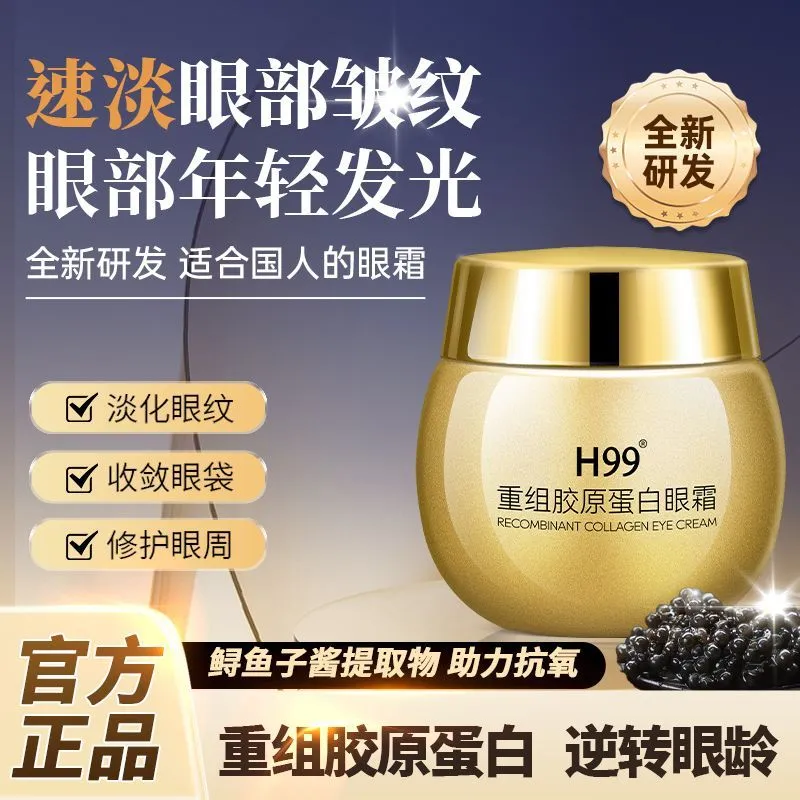 速淡眼部皱纹
眼部年轻发光
全新研发 适合国人的眼霜
全新
研发
淡化眼纹
收敛眼袋
修护眼周
H99®
重组胶原蛋白眼霜
RECOMBINANT COLLAGEN EYE CREAM
官方
正品
鲟鱼子酱提取物 助力抗氧
重组胶原蛋白 逆转眼龄